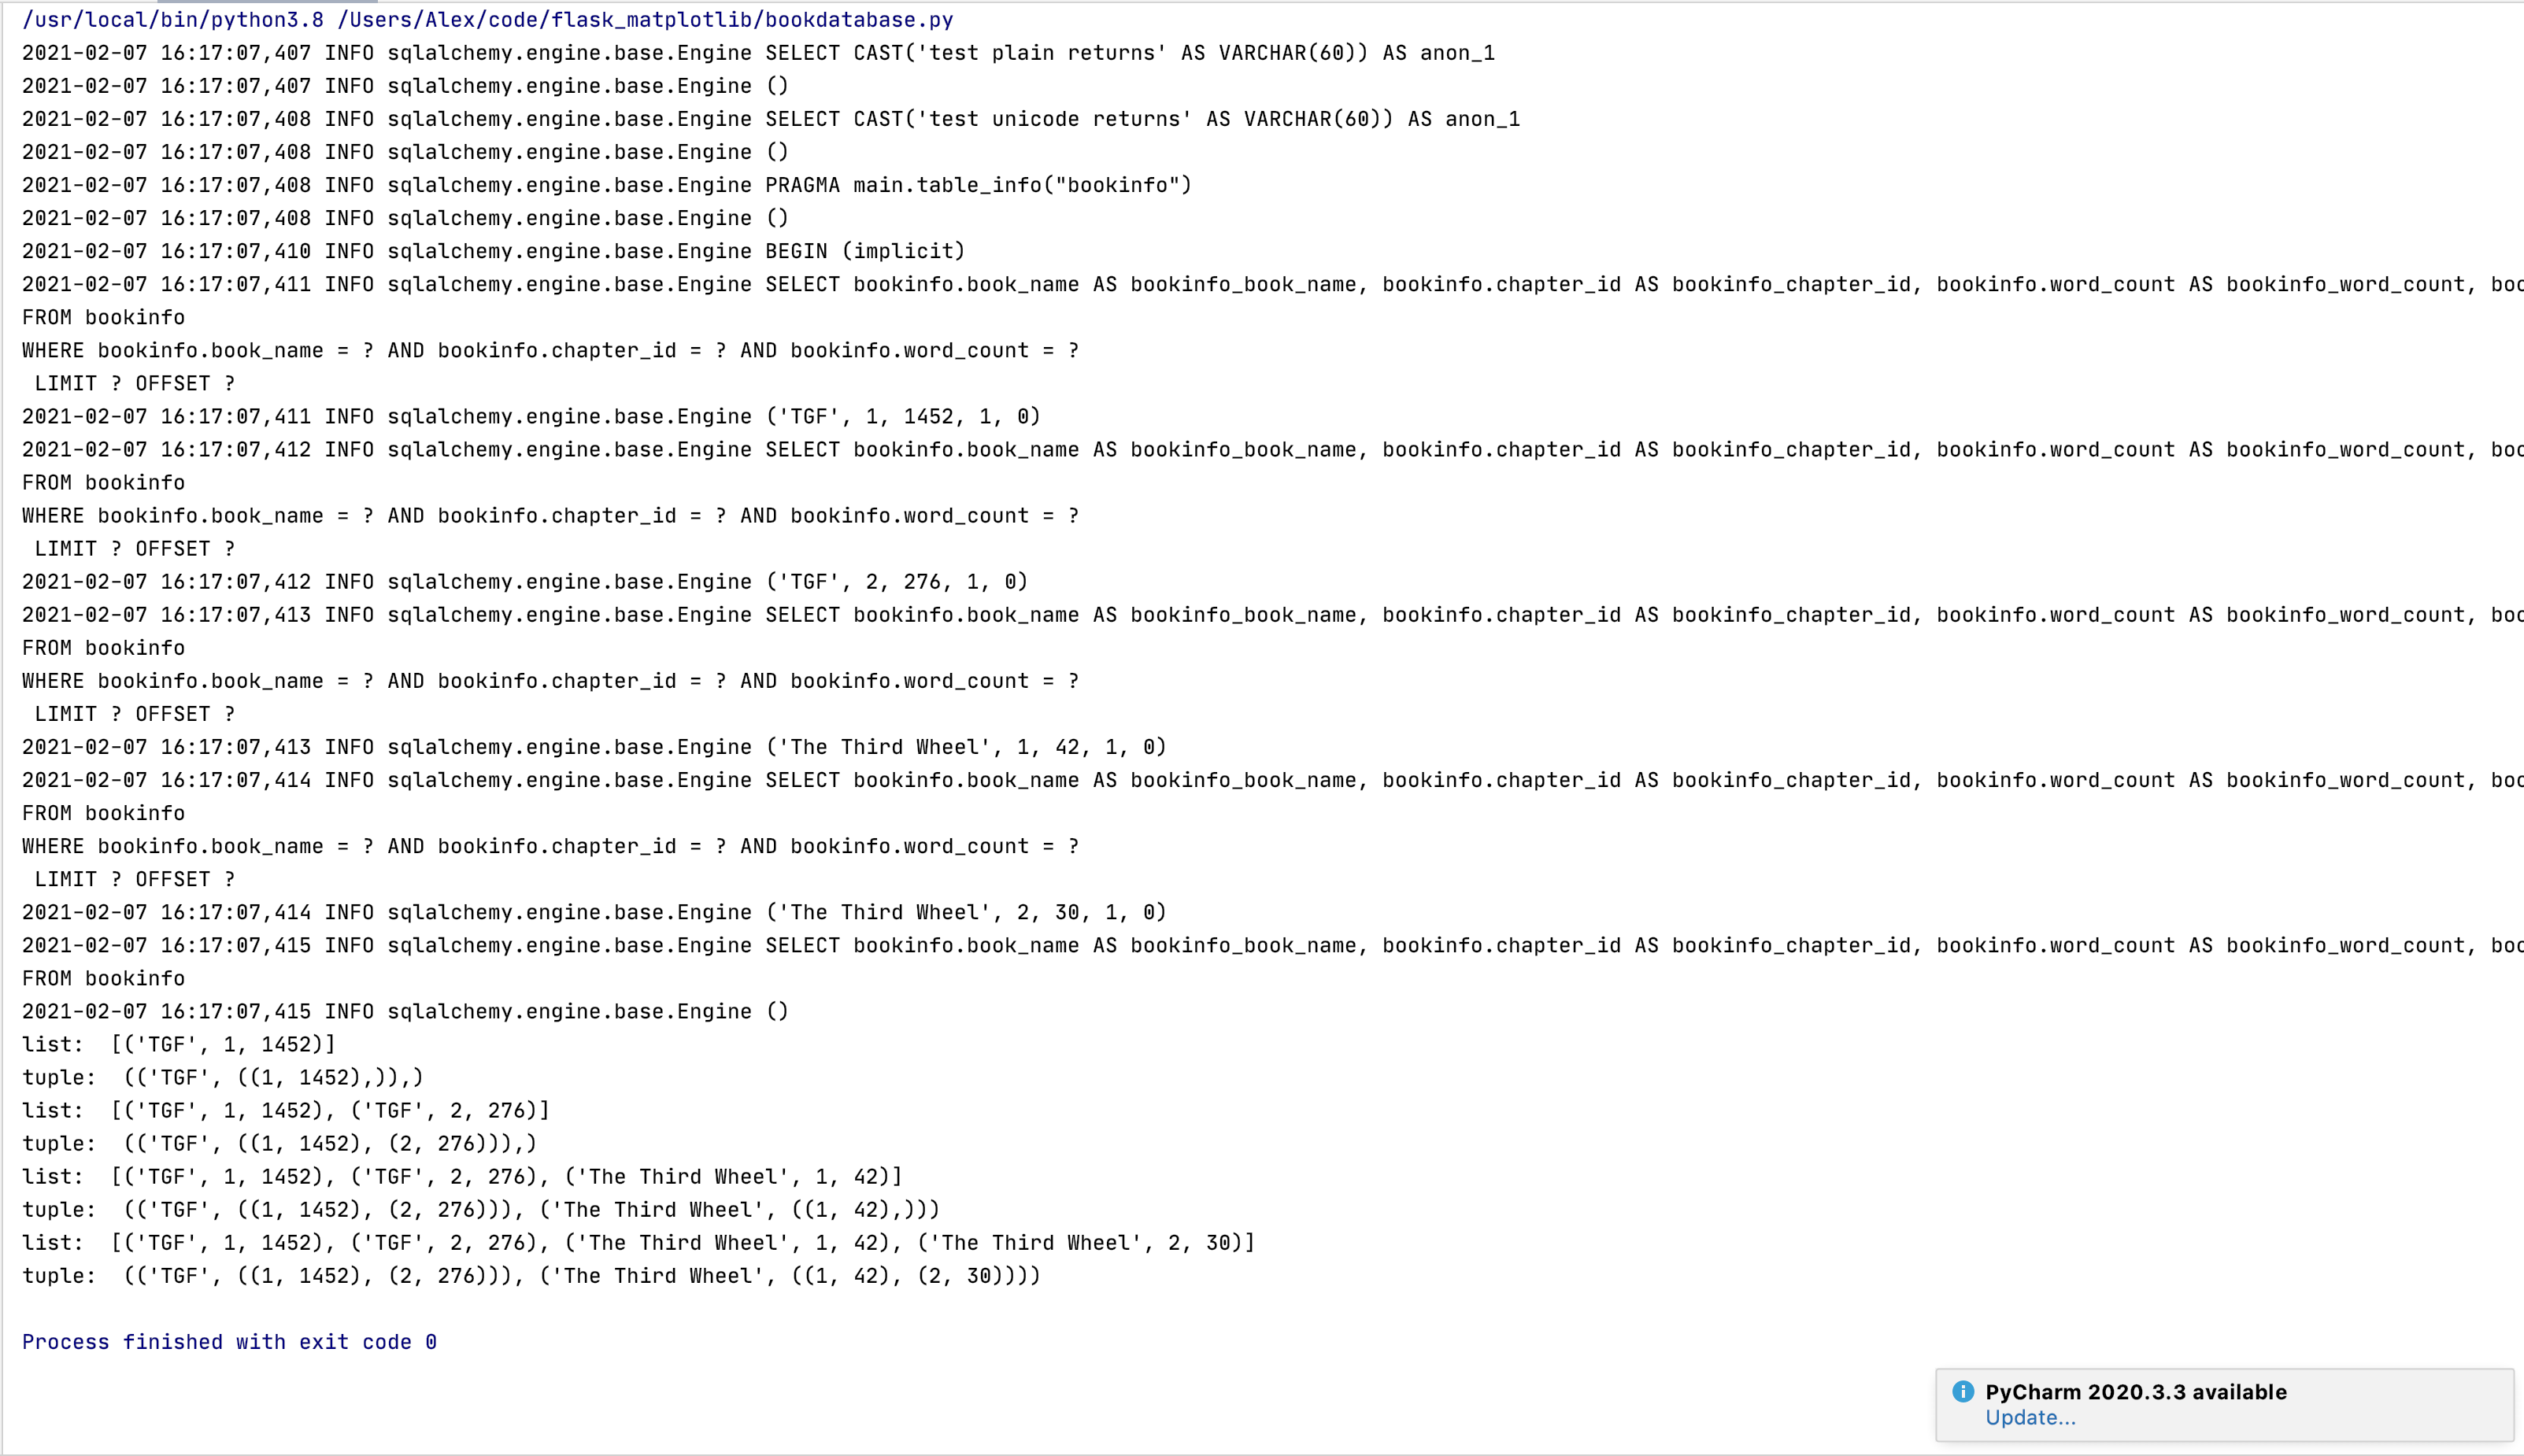 /usr/local/bin/python3.8 /Users/Alex/code/flask_matplotlib/bookdatabase.py
2021-02-07 16:17:07,407 INFO sqlalchemy.engine.base.Engine SELECT CAST('test plain returns' AS VARCHAR(60)) AS anon_1
2021-02-07 16:17:07,407 INFO sqlalchemy.engine.base.Engine ()
2021-02-07 16:17:07,408 INFO sqlalchemy.engine.base.Engine SELECT CAST('test unicode returns' AS VARCHAR(60)) AS anon_1
2021-02-07 16:17:07,408 INFO sqlalchemy.engine.base.Engine ()
2021-02-07 16:17:07,408 INFO sqlalchemy.engine.base.Engine PRAGMA main.table_info("bookinfo")
2021-02-07 16:17:07,408 INFO sqlalchemy.engine.base.Engine ()
2021-02-07 16:17:07,410 INFO sqlalchemy.engine.base.Engine BEGIN (implicit)
2021-02-07 16:17:07,411 INFO sqlalchemy.engine.base.Engine SELECT bookinfo.book_name AS bookinfo_book_name, bookinfo.chapter_id AS bookinfo_chapter_id, bookinfo.word_count AS bookinfo_word_count, boo
FROM bookinfo
WHERE bookinfo.book_name = ? AND bookinfo.chapter_id = ? AND bookinfo.word_count = ?
 LIMIT ? OFFSET ?
2021-02-07 16:17:07,411 INFO sqlalchemy.engine.base.Engine ('TGF', 1, 1452, 1, 0)
2021-02-07 16:17:07,412 INFO sqlalchemy.engine.base.Engine SELECT bookinfo.book_name AS bookinfo_book_name, bookinfo.chapter_id AS bookinfo_chapter_id, bookinfo.word_count AS bookinfo_word_count, boo
FROM bookinfo
WHERE bookinfo.book_name = ? AND bookinfo.chapter_id = ? AND bookinfo.word_count = ?
 LIMIT ? OFFSET ?
2021-02-07 16:17:07,412 INFO sqlalchemy.engine.base.Engine ('TGF', 2, 276, 1, 0)
2021-02-07 16:17:07,413 INFO sqlalchemy.engine.base.Engine SELECT bookinfo.book_name AS bookinfo_book_name, bookinfo.chapter_id AS bookinfo_chapter_id, bookinfo.word_count AS bookinfo_word_count, boo
FROM bookinfo
WHERE bookinfo.book_name = ? AND bookinfo.chapter_id = ? AND bookinfo.word_count = ?
 LIMIT ? OFFSET ?
2021-02-07 16:17:07,413 INFO sqlalchemy.engine.base.Engine ('The Third Wheel', 1, 42, 1, 0)
2021-02-07 16:17:07,414 INFO sqlalchemy.engine.base.Engine SELECT bookinfo.book_name AS bookinfo_book_name, bookinfo.chapter_id AS bookinfo_chapter_id, bookinfo.word_count AS bookinfo_word_count, boo
FROM bookinfo
WHERE bookinfo.book_name = ? AND bookinfo.chapter_id = ? AND bookinfo.word_count = ?
 LIMIT ? OFFSET ?
2021-02-07 16:17:07,414 INFO sqlalchemy.engine.base.Engine ('The Third Wheel', 2, 30, 1, 0)
2021-02-07 16:17:07,415 INFO sqlalchemy.engine.base.Engine SELECT bookinfo.book_name AS bookinfo_book_name, bookinfo.chapter_id AS bookinfo_chapter_id, bookinfo.word_count AS bookinfo_word_count, boo
FROM bookinfo
2021-02-07 16:17:07,415 INFO sqlalchemy.engine.base.Engine ()
list:  [('TGF', 1, 1452)]
tuple:  (('TGF', ((1, 1452),)),)
list:  [('TGF', 1, 1452), ('TGF', 2, 276)]
tuple:  (('TGF', ((1, 1452), (2, 276))),)
list:  [('TGF', 1, 1452), ('TGF', 2, 276), ('The Third Wheel', 1, 42)]
tuple:  (('TGF', ((1, 1452), (2, 276))), ('The Third Wheel', ((1, 42),)))
list:  [('TGF', 1, 1452), ('TGF', 2, 276), ('The Third Wheel', 1, 42), ('The Third Wheel', 2, 30)]
tuple:  (('TGF', ((1, 1452), (2, 276))), ('The Third Wheel', ((1, 42), (2, 30))))
Process finished with exit code 0
PyCharm 2020.3.3 available
Update...